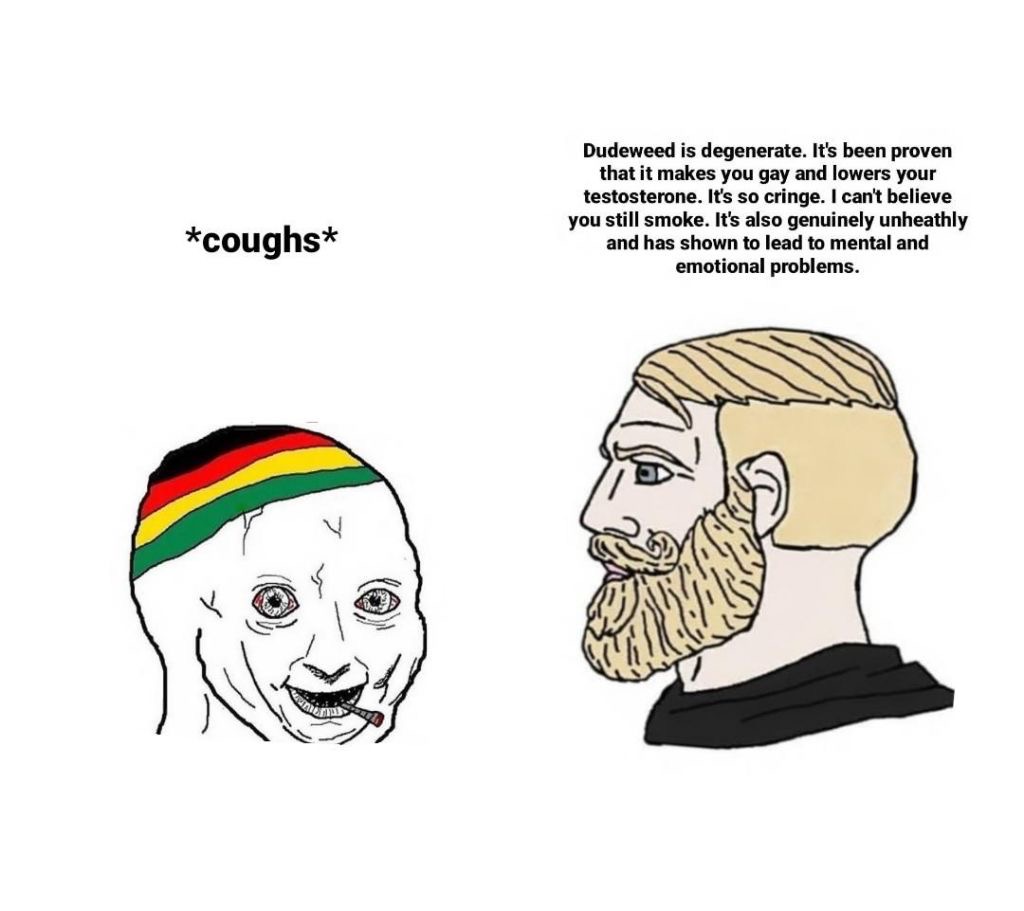 *coughs*
Dudeweed is degenerate. It's been proven
that it makes you gay and lowers your
testosterone. It's so cringe. I can't believe
you still smoke. It's also genuinely unheathly
and has shown to lead to mental and
emotional problems.